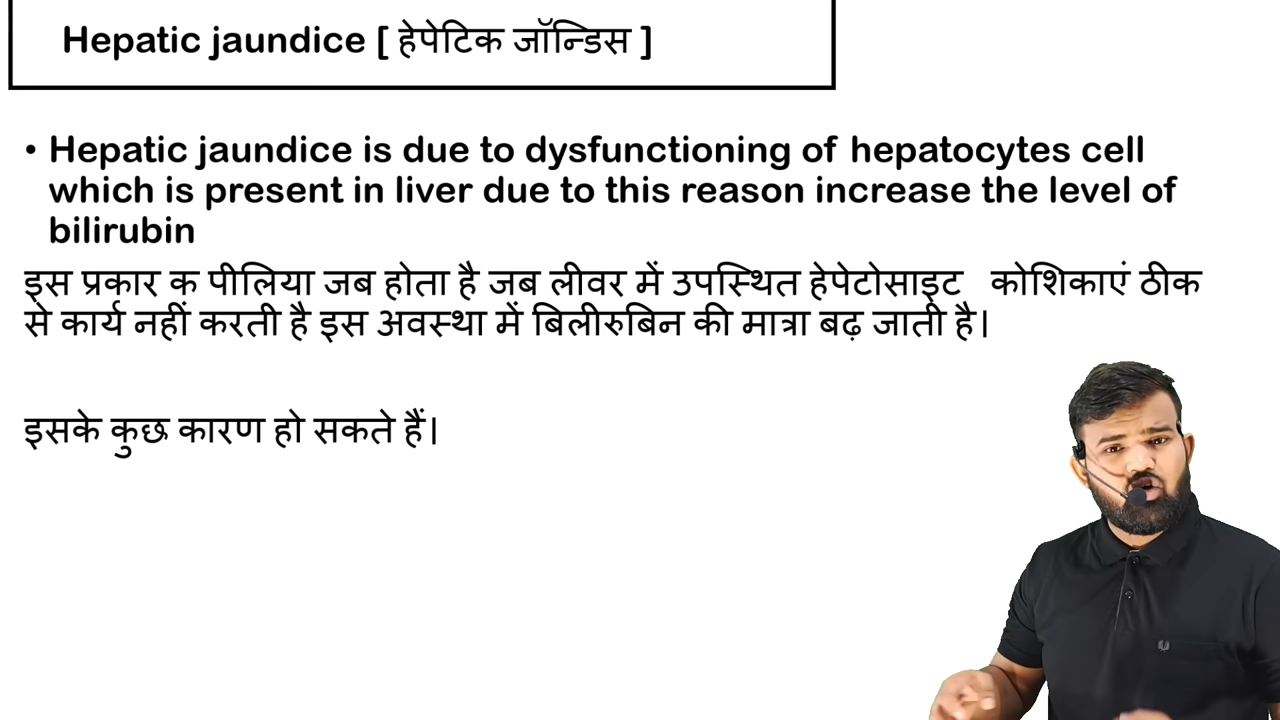 Hepatic jaundice [ हेपेटिक जॉन्डिस ]
• Hepatic jaundice is due to dysfunctioning of hepatocytes cell
which is present in liver due to this reason increase the level of
bilirubin
इस प्रकार क पीलिया जब होता है जब लीवर में उपस्थित हेपेटोसाइट कोशिकाएं ठीक
से कार्य नहीं करती है इस अवस्था में बिलीरुबिन की मात्रा बढ़ जाती है।
इसके कुछ कारण हो सकते हैं।